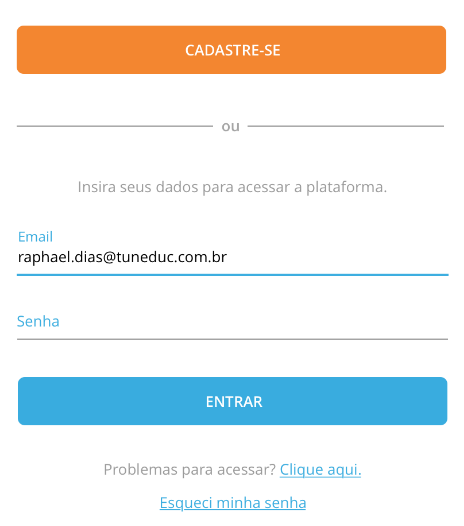 CADASTRE-SE
ou
Insira seus dados para acessar a plataforma.
Email
raphael.dias@tuneduc.com.br
Senha
ENTRAR
Problemas para acessar? Clique aqui.
Esqueci minha senha